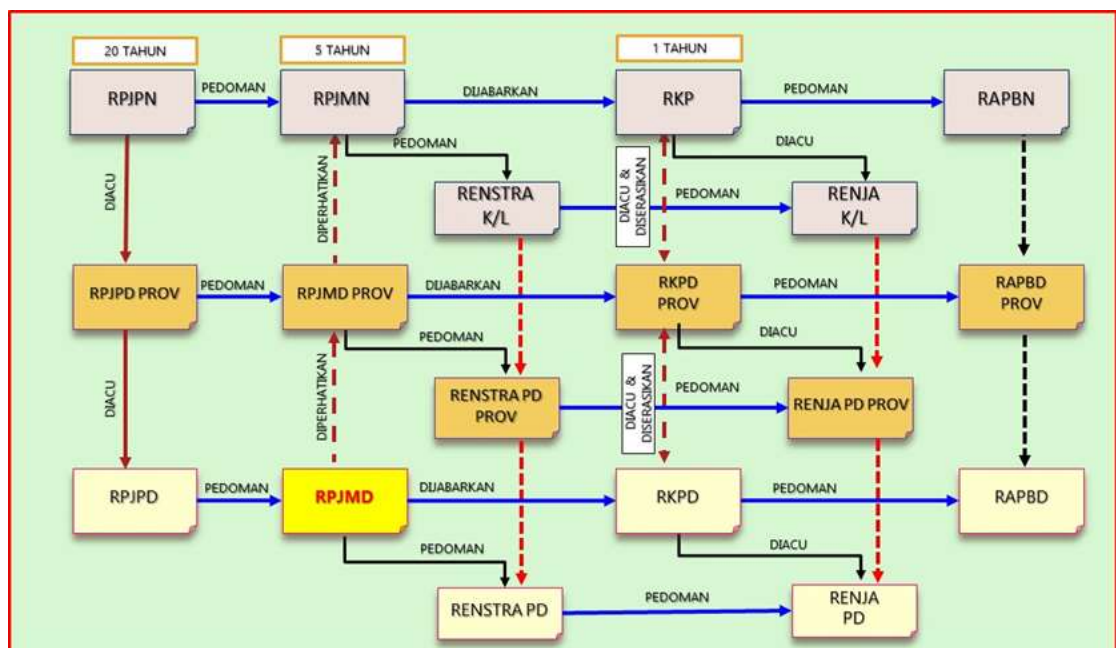 20 TAHUN
5 TAHUN
1 TAHUN
RPJPN
PEDOMAN
RPJMN
DIJABARKAN
RKP
PEDOMAN
RAPBN
DIACU
DIPERHATIKAN
PEDOMAN
DIACU &
DISERASIKAN
DIACU
RENSTRA
K/L
PEDOMAN
RENJA
K/L
RPJPD PROV
PEDOMAN
RPJMD PROV
DIJABARKAN
RKPD
PROV
PEDOMAN
RAPBD
PROV
DIACU
DIPERHATIKAN
PEDOMAN
DIACU &
DISERASIKAN
DIACU
RENSTRA PD
PROV
PEDOMAN
RENJA PD PROV
RPJPD
PEDOMAN
RPJMD
DIJABARKAN
RKPD
PEDOMAN
RAPBD
PEDOMAN
DIACU
RENSTRA PD
PEDOMAN
RENJA
PD